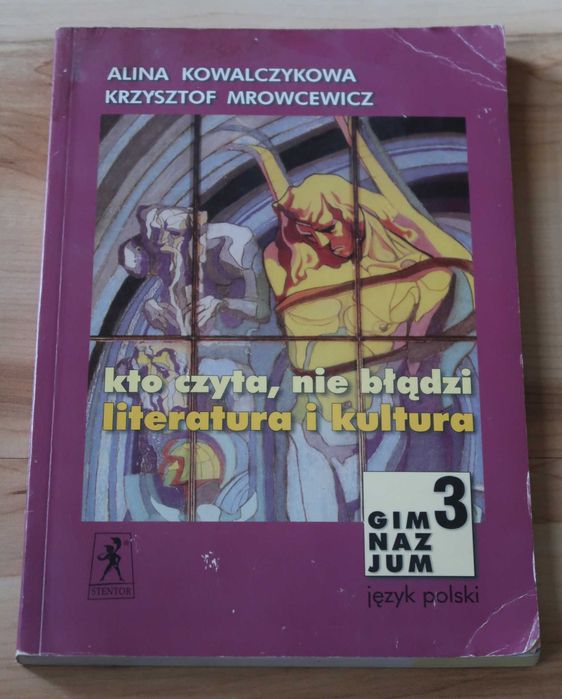 ALINA KOWALCZYKOWA
KRZYSZTOF MROWCEWICZ
kto czyta, nie błądzi
literatura i kultura
GIM 3
NAZ
JUM
język polski
STENTOR